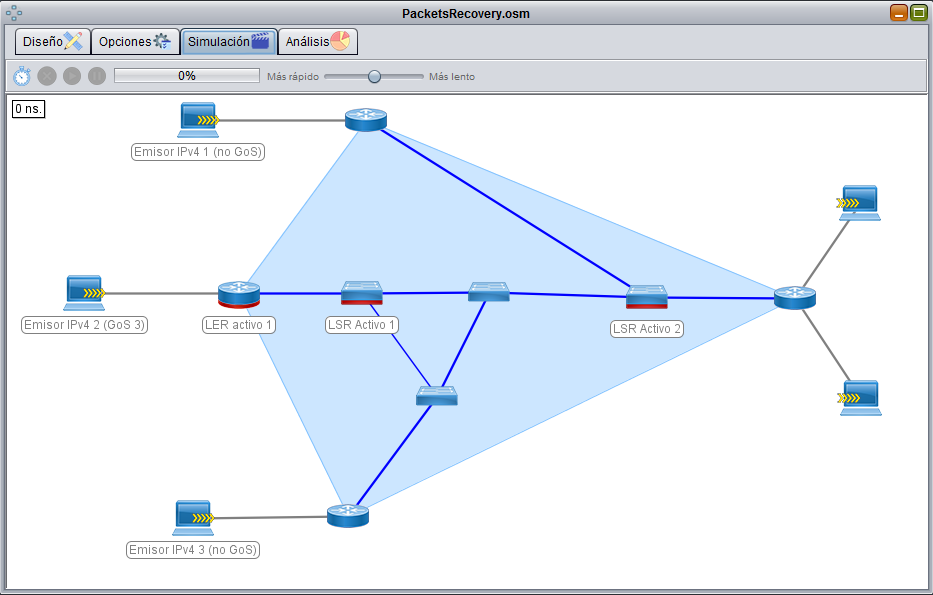 PacketsRecovery.osm
Diseño Opciones Simulación Análisis
0% Más rápido Más lento
0 ns.
Emisor IPv4 1 (no GoS)
Emisor IPv4 2 (GoS 3)
LER activo 1
LSR Activo 1
LSR Activo 2
Emisor IPv4 3 (no GoS)